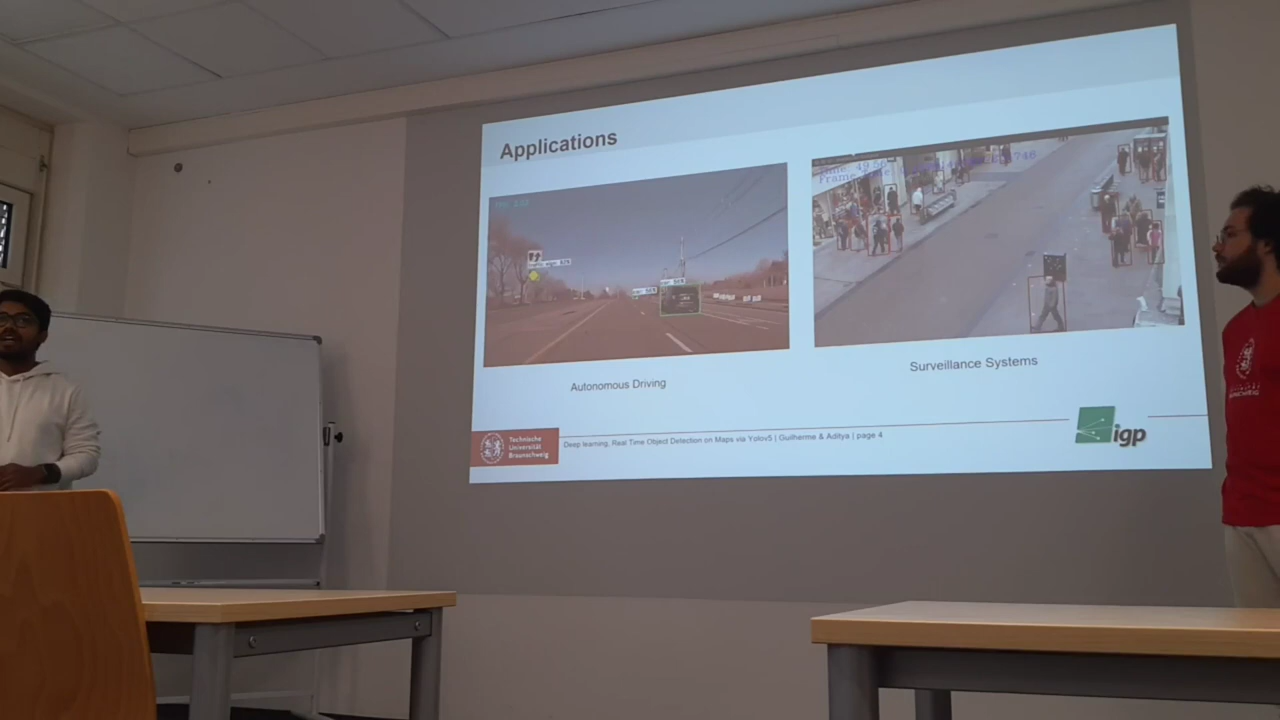 Applications
Autonomous Driving
Surveillance Systems
Technische
Universität
Braunschweig
Deep learning, Real Time Object Detection on Maps via Yolov5 | Guilherme & Aditya | page 4
igp